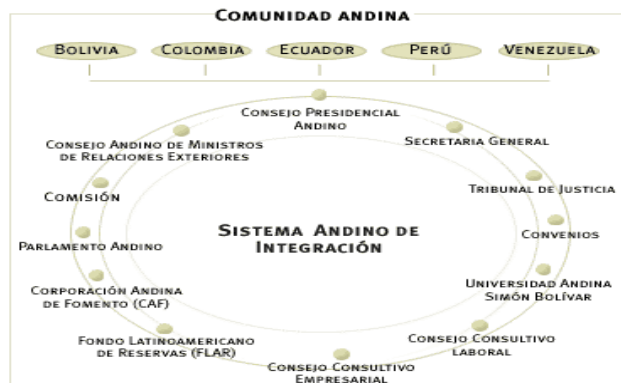 COMUNIDAD ANDINA
BOLIVIA COLOMBIA ECUADOR PERÚ VENEZUELA
CONSEJO PRESIDENCIAL
ANDINO
CONSEJO ANDINO DE MINISTROS
DE RELACIONES EXTERIORES
SECRETARIA GENERAL
COMISIÓN
TRIBUNAL DE JUSTICIA
PARLAMENTO ANDINO
SISTEMA ANDINO DE
INTEGRACIÓN
CONVENIOS
CORPORACIÓN ANDINA
DE FOMENTO (CAF)
UNIVERSIDAD ANDINA
SIMÓN BOLÍVAR
FONDO LATINOAMERICANO
DE RESERVAS (FLAR)
CONSEJO CONSULTIVO
LABORAL
CONSEJO CONSULTIVO
EMPRESARIAL